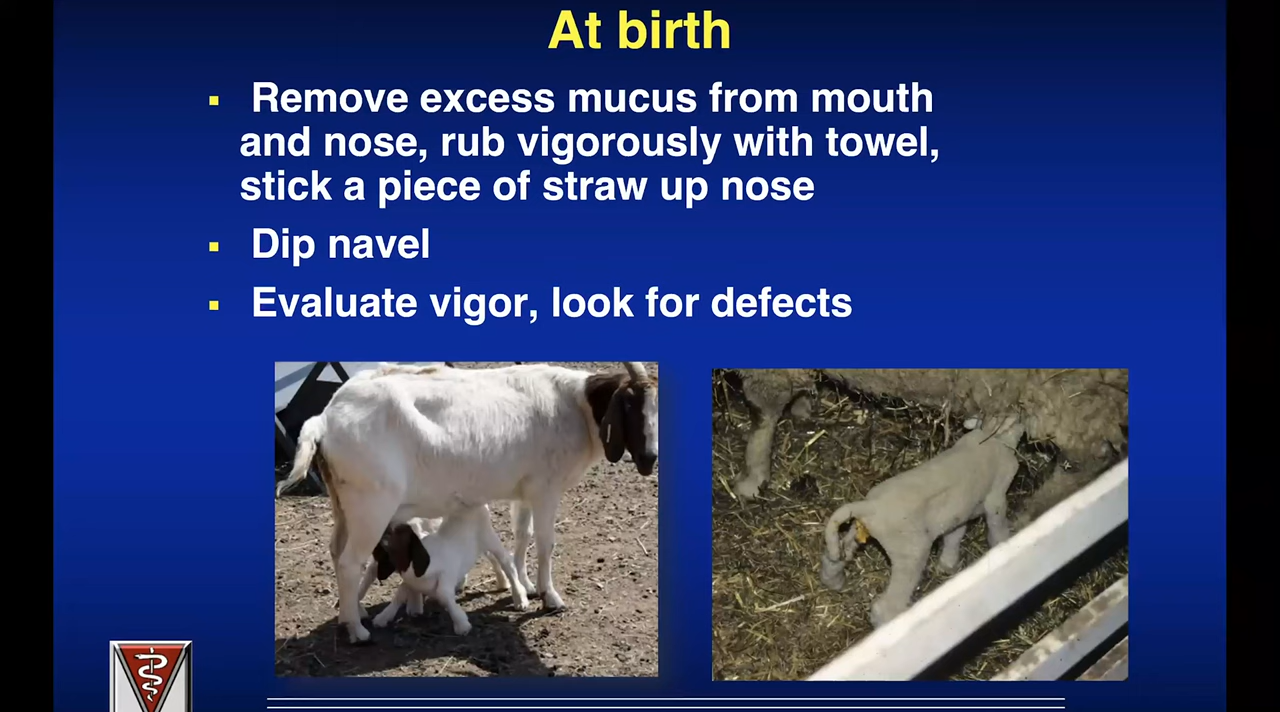 At birth
▪ Remove excess mucus from mouth
and nose, rub vigorously with towel,
stick a piece of straw up nose
▪ Dip navel
▪ Evaluate vigor, look for defects